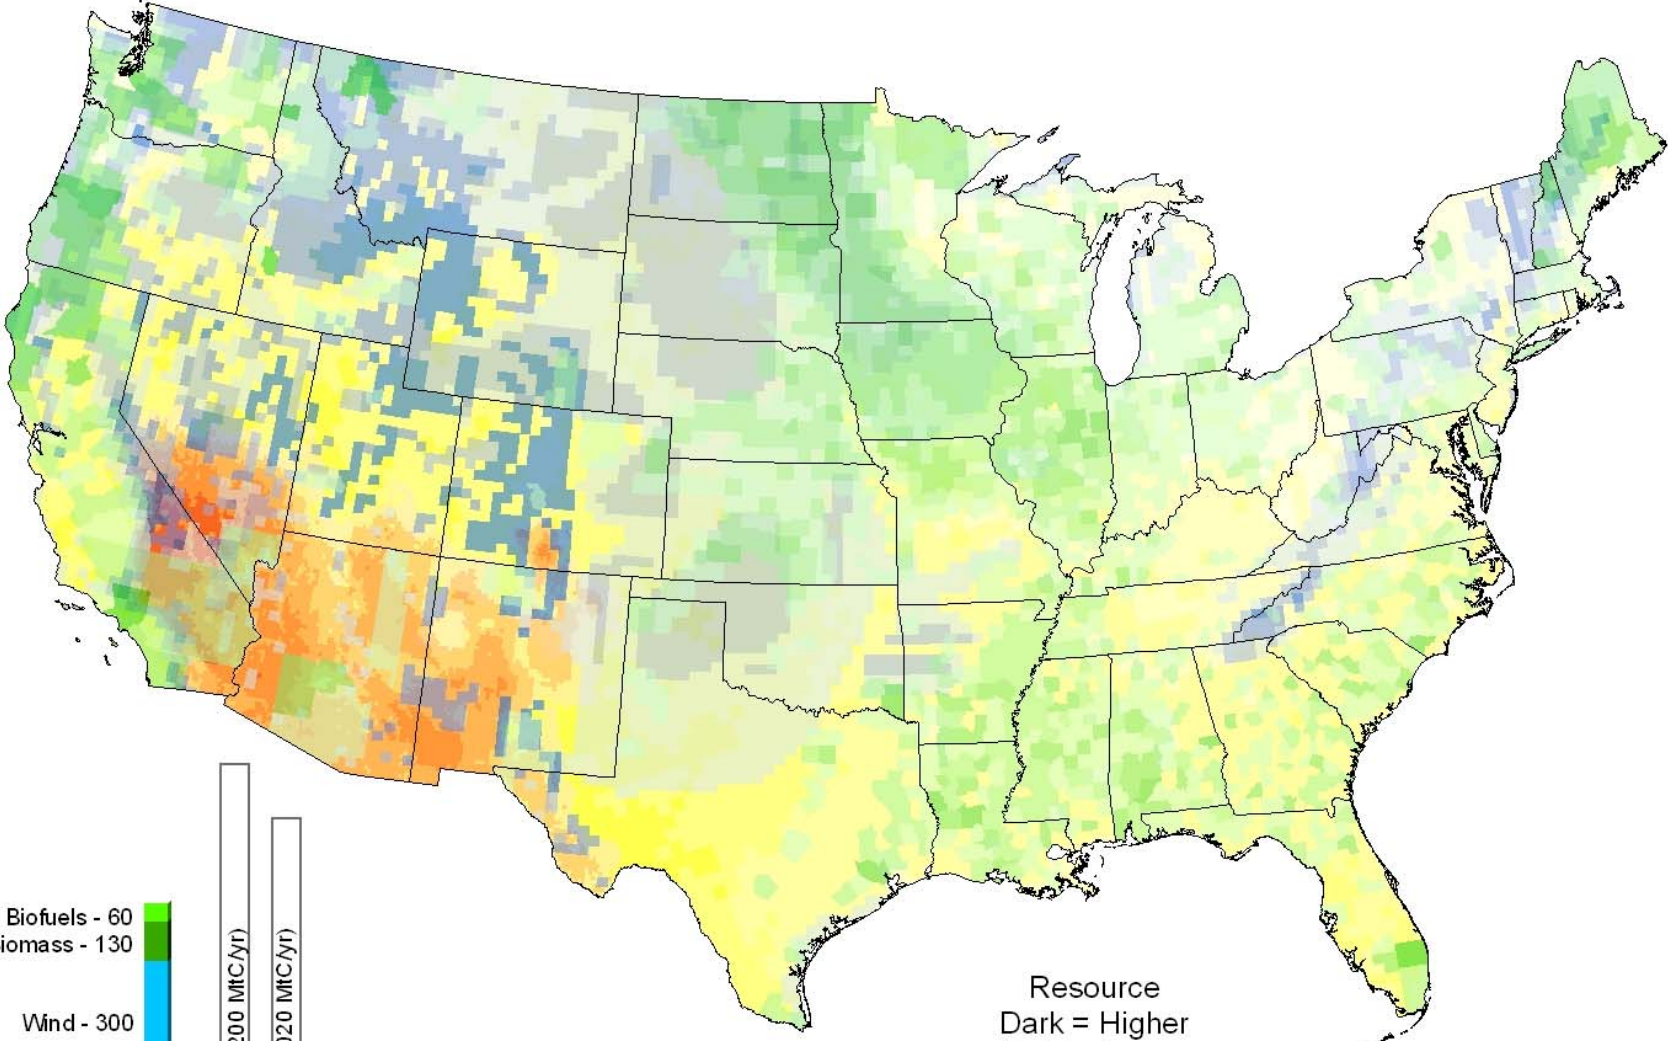 Biofuels - 60
iomass - 130
Wind - 300
200 MtC/yr)
020 MtC/yr)
Resource
Dark = Higher